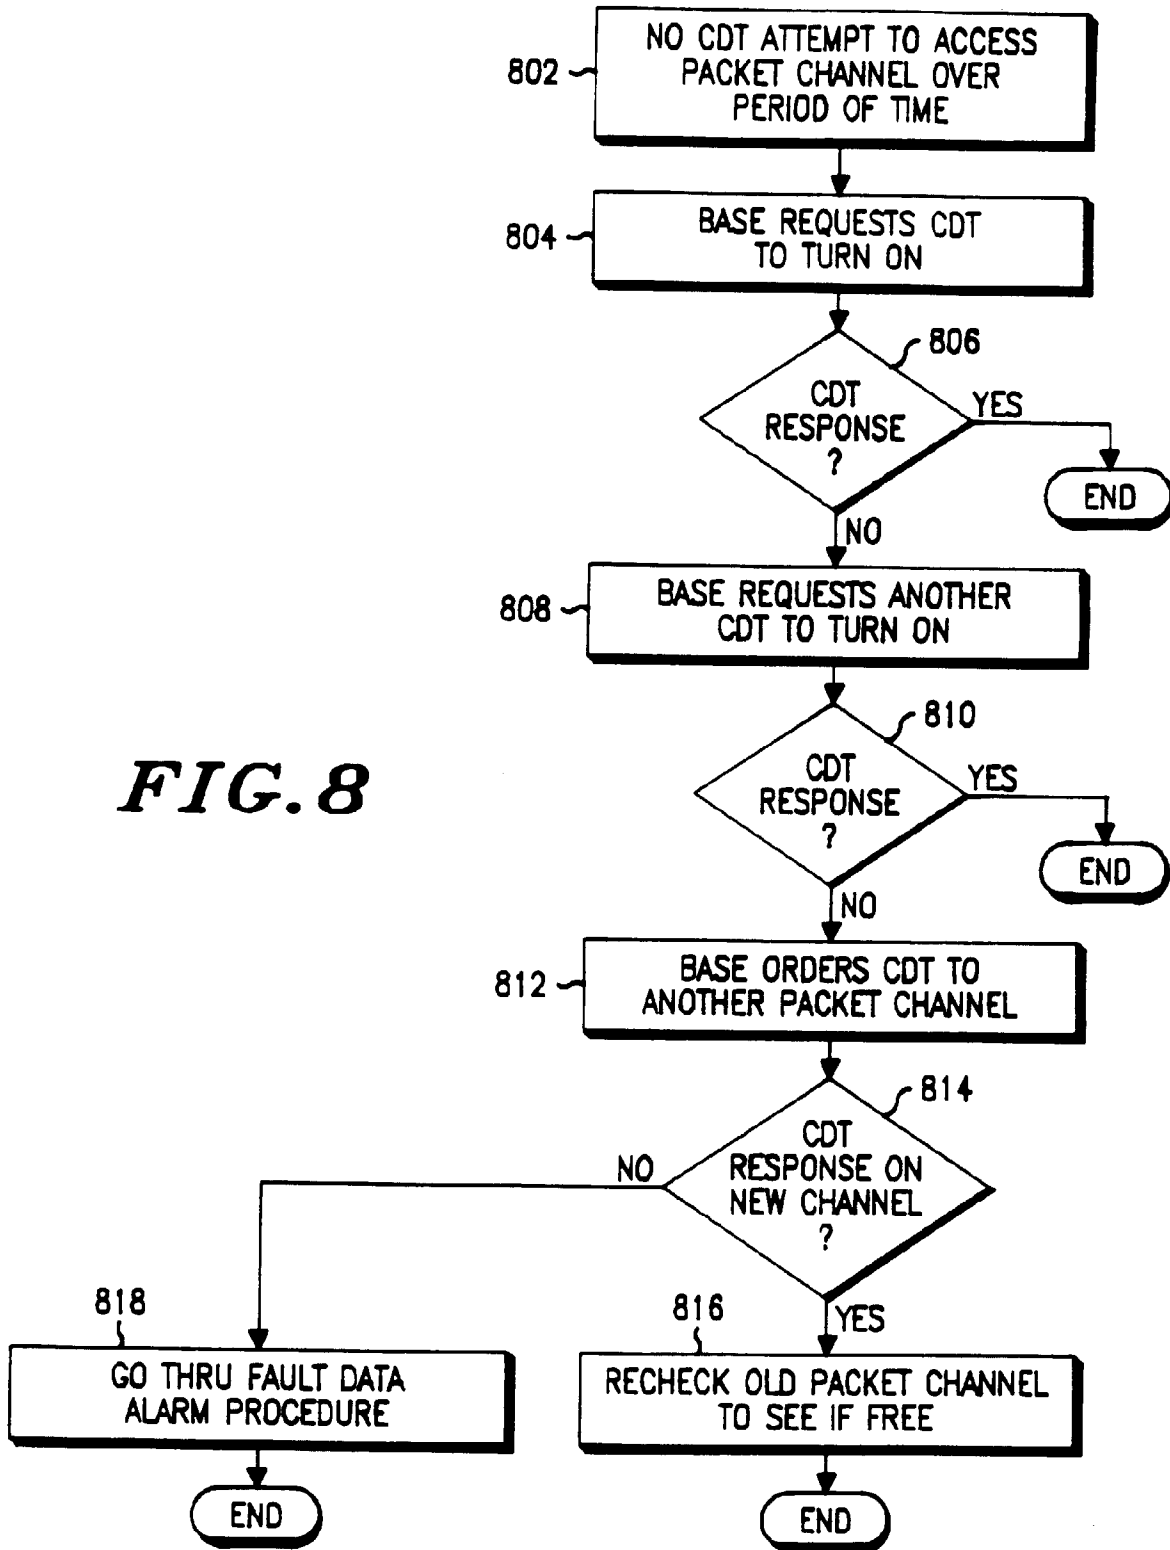 802
NO CDT ATTEMPT TO ACCESS
PACKET CHANNEL OVER
PERIOD OF TIME
804
BASE REQUESTS CDT
TO TURN ON
806
CDT
RESPONSE
?
YES
END
NO
808
BASE REQUESTS ANOTHER
CDT TO TURN ON
810
CDT
RESPONSE
?
YES
END
NO
FIG. 8
812
BASE ORDERS CDT TO
ANOTHER PACKET CHANNEL
814
CDT
RESPONSE ON
NEW CHANNEL
?
NO
YES
818
GO THRU FAULT DATA
ALARM PROCEDURE
END
816
RECHECK OLD PACKET CHANNEL
TO SEE IF FREE
END